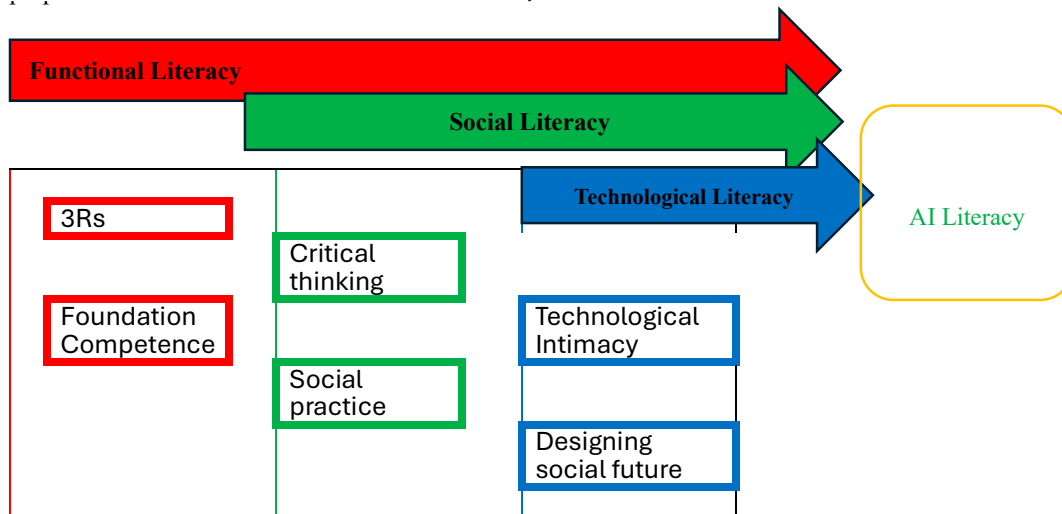 Functional Literacy
Social Literacy
Technological Literacy
AI Literacy
3Rs
Critical
thinking
Foundation
Competence
Technological
Intimacy
Social
practice
Designing
social future